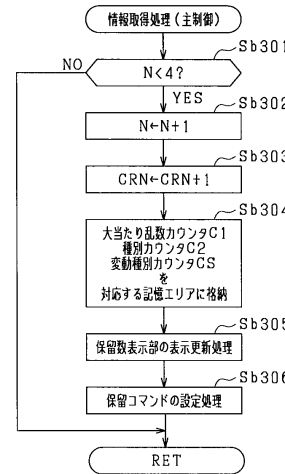 情報取得処理（主制御）
Sb301
NO
N<4?
YES
Sb302
N←N+1
Sb303
CRN←CRN+1
Sb304
大当たり乱数カウンタC1
種別カウンタC2
変動種別カウンタCS
を
対応する記憶エリアに格納
Sb305
保留数表示部の表示更新処理
Sb306
保留コマンドの設定処理
RET